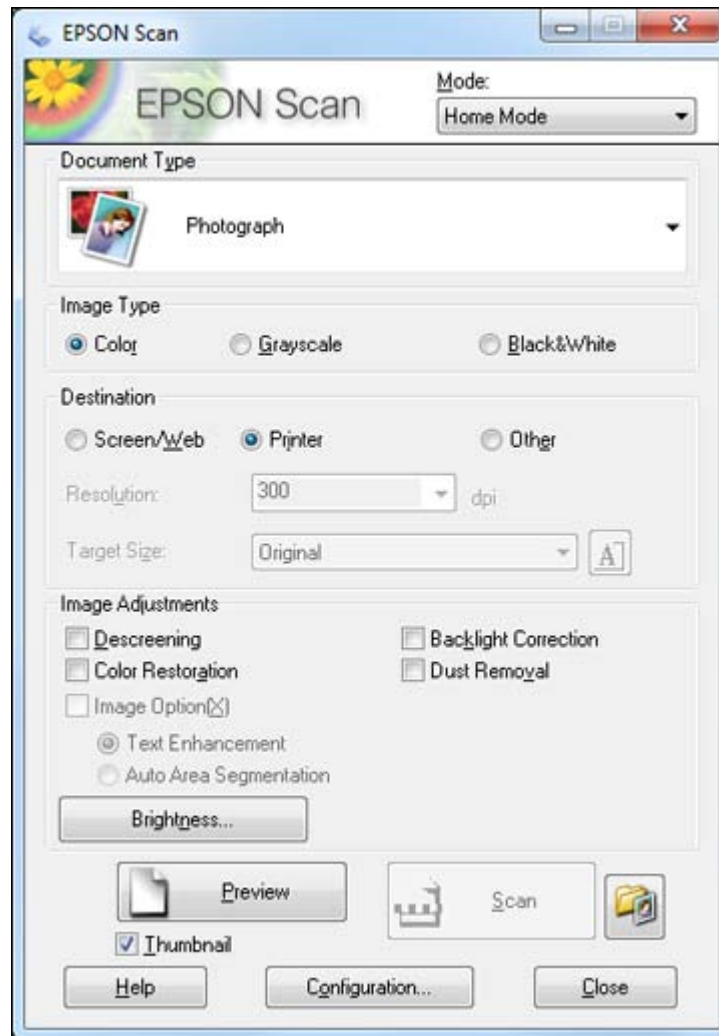 EPSON Scan
EPSON Scan
Mode:
Home Mode
Document Type
Photograph
Image Type
Color Grayscale Black&White
Destination
Screen/Web Printer Other
Resolution: 300 dpi
Target Size: Original A
Image Adjustments
Descreening Backlight Correction
Color Restoration Dust Removal
Image Option(X)
Text Enhancement
Auto Area Segmentation
Brightness...
Preview Scan
Thumbnail
Help Configuration... Close